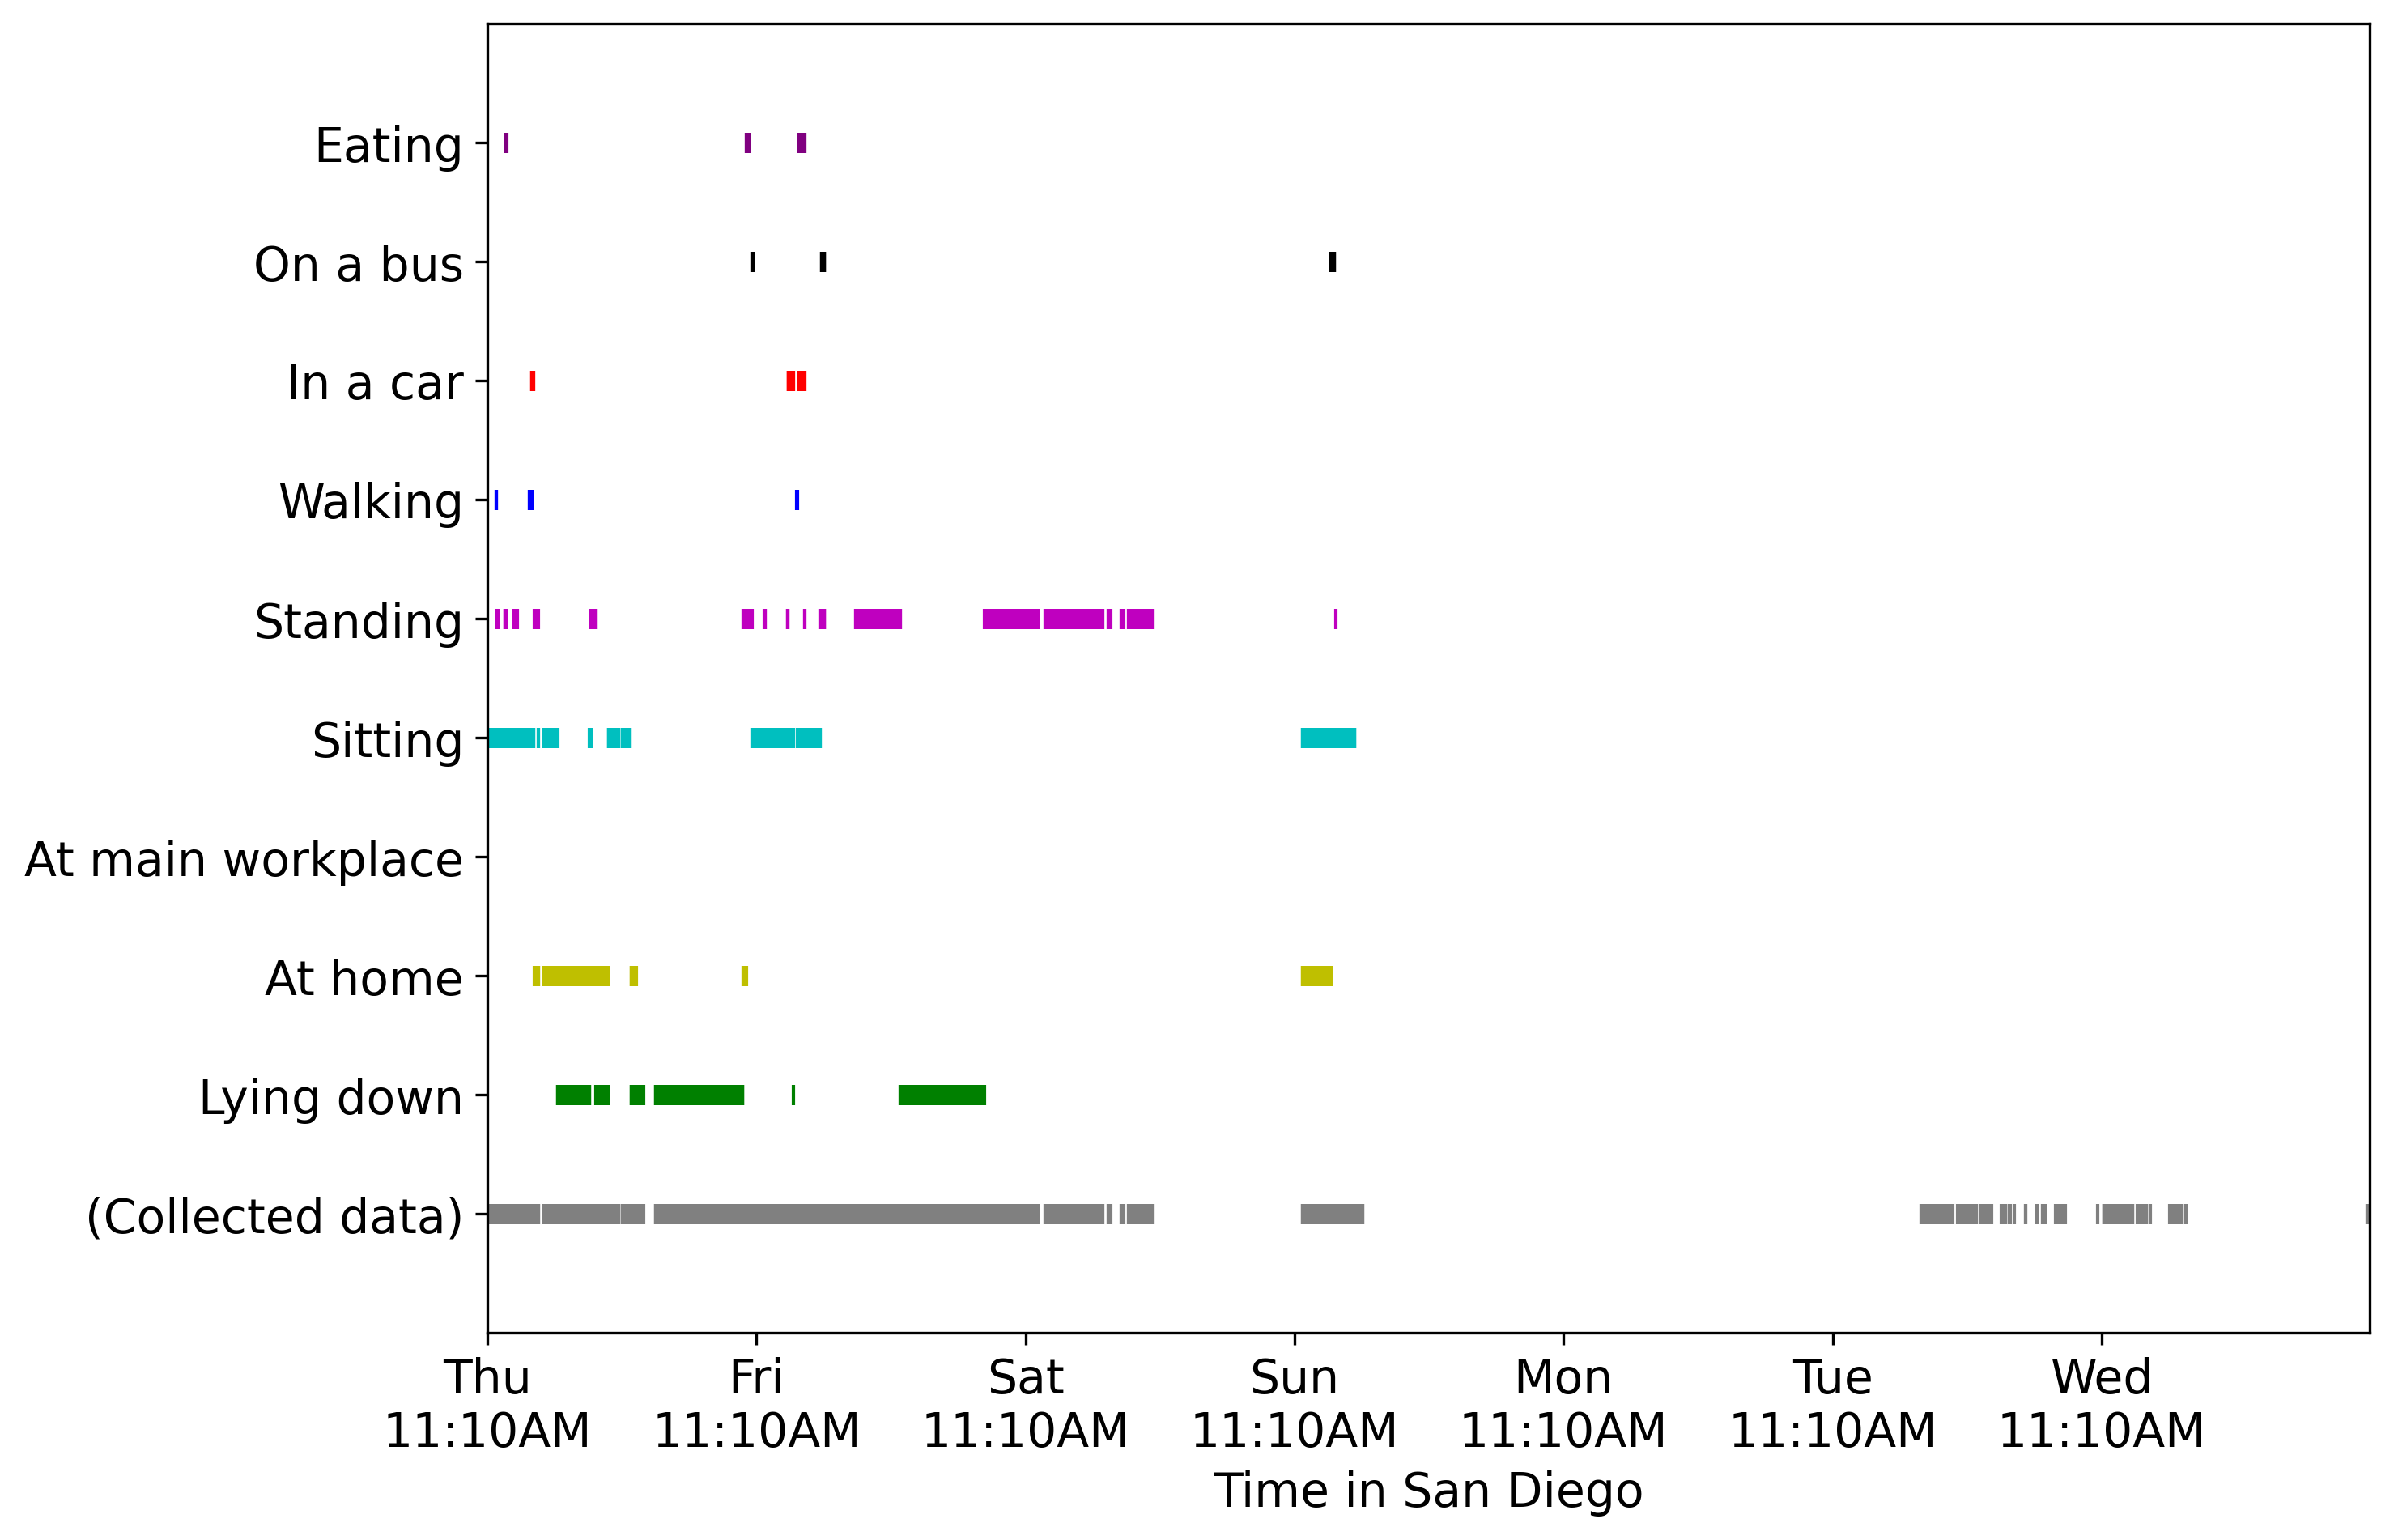 Eating
On a bus
In a car
Walking
Standing
Sitting
At main workplace
At home
Lying down
(Collected data)
Thu Fri Sat Sun Mon Tue Wed
11:10AM 11:10AM 11:10AM 11:10AM 11:10AM 11:10AM 11:10AM
Time in San Diego